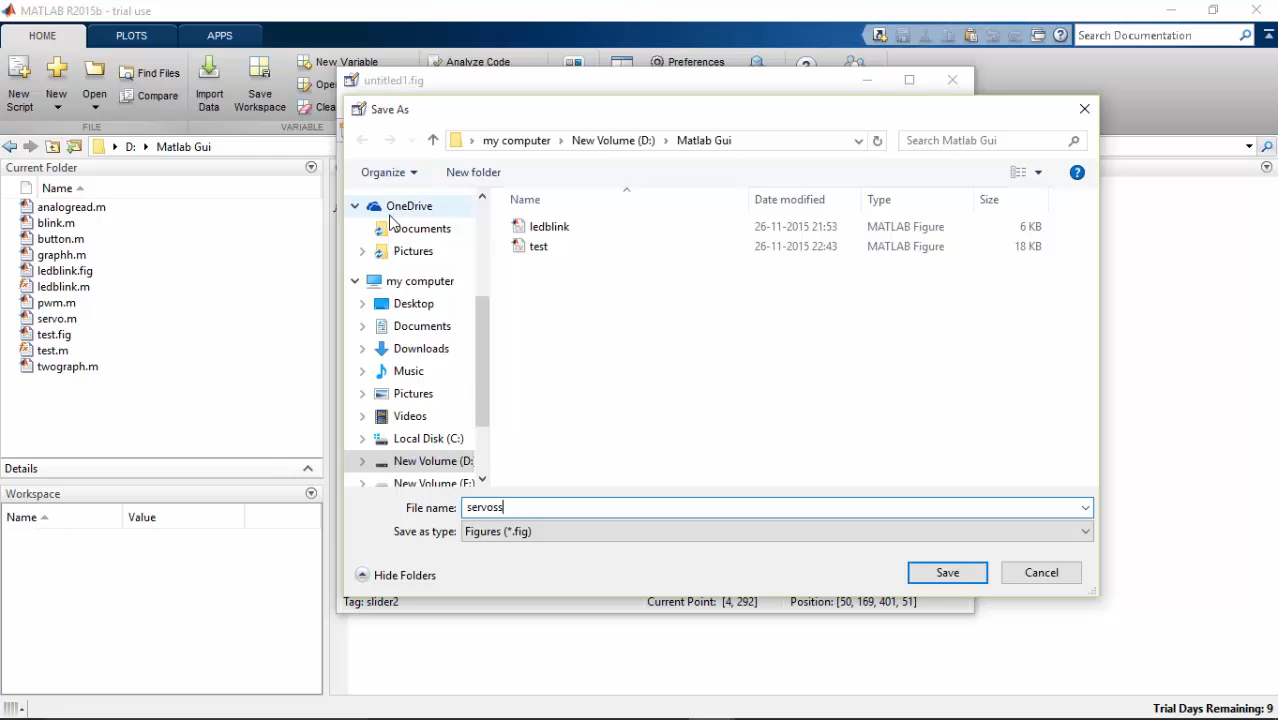 MATLAB R2015b - trial use
HOME PLOTS APPS
Search Documentation
New Script
New
Open
Find Files
Compare
Import Data
Save Workspace
New Variable
Analyze Code
Preferences
FILE
VARIABLE
D: Matlab Gui
Current Folder
Name
analogread.m
blink.m
button.m
graphh.m
ledblink.fig
ledblink.m
pwm.m
servo.m
test.fig
test.m
twograph.m
Details
Workspace
Name Value
untitled1.fig
Save As
my computer New Volume (D:) Matlab Gui
Search Matlab Gui
Organize New folder
OneDrive
Documents
Pictures
my computer
Desktop
Documents
Downloads
Music
Pictures
Videos
Local Disk (C:)
New Volume (D:
New Volume (F:)
Name Date modified Type Size
ledblink 26-11-2015 21:53 MATLAB Figure 6 KB
test 26-11-2015 22:43 MATLAB Figure 18 KB
File name: servoss
Save as type: Figures (*.fig)
Hide Folders
Save Cancel
Tag: slider2 Current Point: [4, 292] Position: [50, 169, 401, 51]
Trial Days Remaining: 9